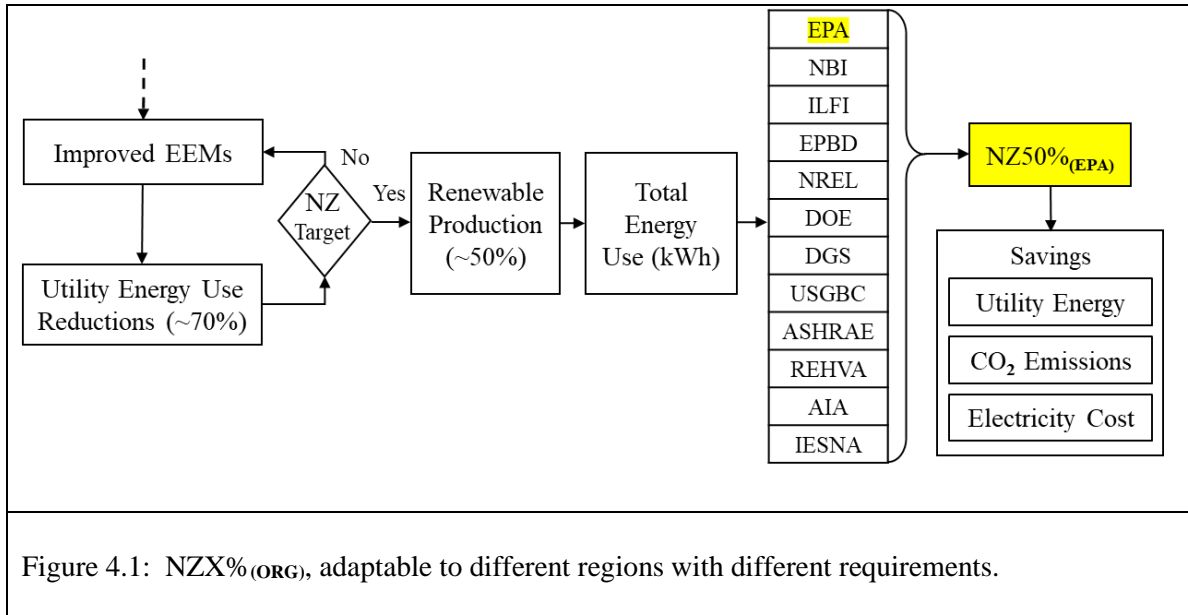 Improved EEMs
Utility Energy Use
Reductions (~70%)
No
NZ
Target
Yes
Renewable
Production
(~50%)
Total
Energy
Use (kWh)
EPA
NBI
ILFI
EPBD
NREL
DOE
DGS
USGBC
ASHRAE
REHVA
AIA
IESNA
NZ50%(EPA)
Savings
Utility Energy
CO₂ Emissions
Electricity Cost
Figure 4.1: NZX%(ORG), adaptable to different regions with different requirements.